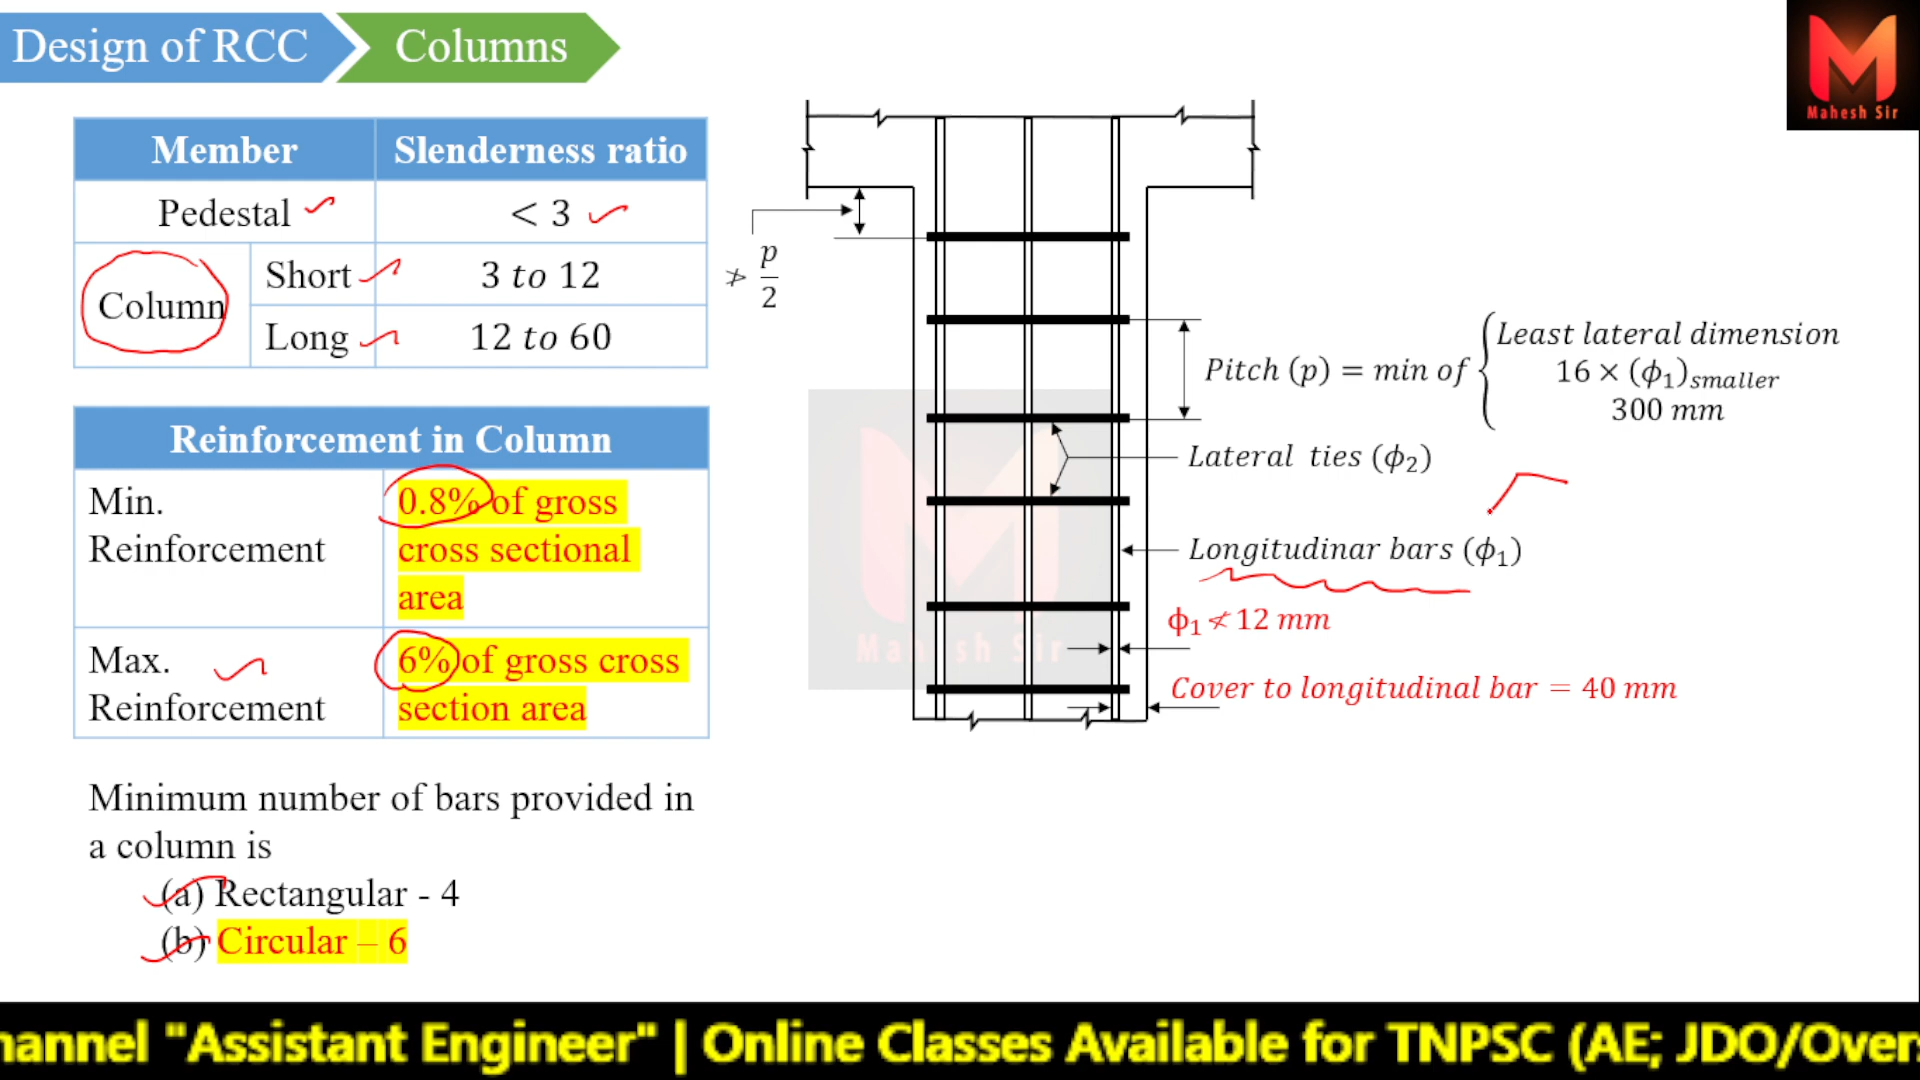 Design of RCC
Columns
M
Mahesh Sir
Member
Slenderness ratio
Pedestal
< 3
Column
Short
3 to 12
Long
12 to 60
Reinforcement in Column
Min.
Reinforcement
0.8% of gross
cross sectional
area
Max.
Reinforcement
6% of gross cross
section area
Minimum number of bars provided in
a column is
(a) Rectangular - 4
(b) Circular – 6
≯ p/2
Pitch (p) = min of
Least lateral dimension
16 × (ϕ₁)smaller
300 mm
Lateral ties (ϕ₂)
Longitudinar bars (ϕ₁)
ϕ₁ ≮ 12 mm
Cover to longitudinal bar = 40 mm
Mahesh Sir
hannel "Assistant Engineer" | Online Classes Available for TNPSC (AE; JDO/Overs